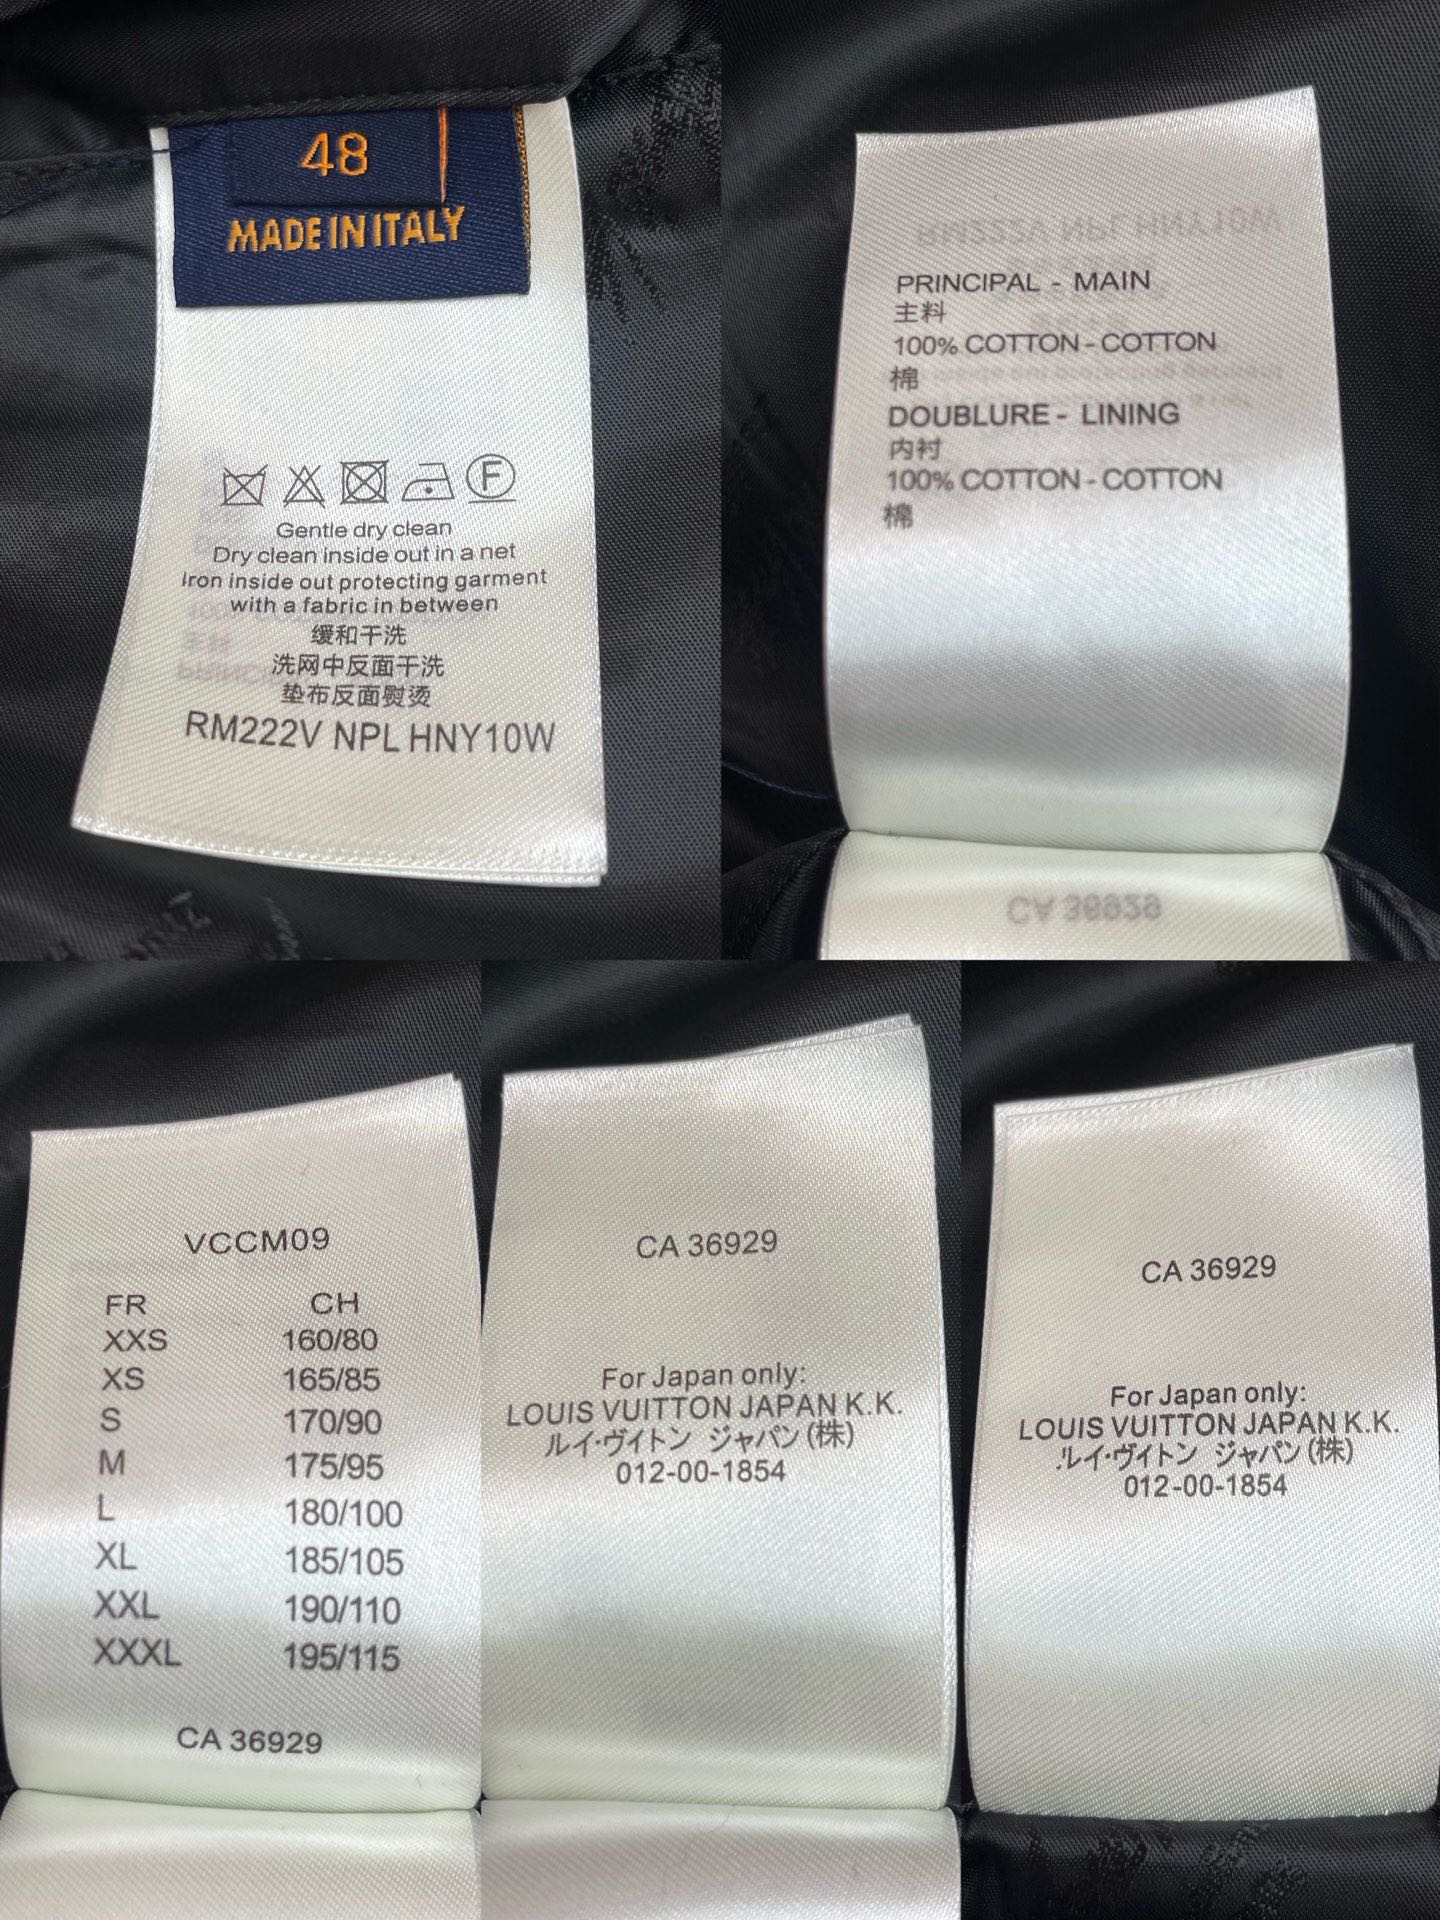 48
MADE IN ITALY
F
Gentle dry clean
Dry clean inside out in a net
Iron inside out protecting garment
with a fabric in between
缓和干洗
洗网中反面干洗
垫布反面熨烫
RM222V NPL HNY10W
PRINCIPAL - MAIN
主料
100% COTTON - COTTON
棉
DOUBLURE - LINING
内衬
100% COTTON - COTTON
棉
CA 36929
VCCM09
FR CH
XXS 160/80
XS 165/85
S 170/90
M 175/95
L 180/100
XL 185/105
XXL 190/110
XXXL 195/115
CA 36929
CA 36929
For Japan only:
LOUIS VUITTON JAPAN K.K.
ルイ・ヴィトン ジャパン(株)
012-00-1854
CA 36929
For Japan only:
LOUIS VUITTON JAPAN K.K.
ルイ・ヴィトン ジャパン(株)
012-00-1854